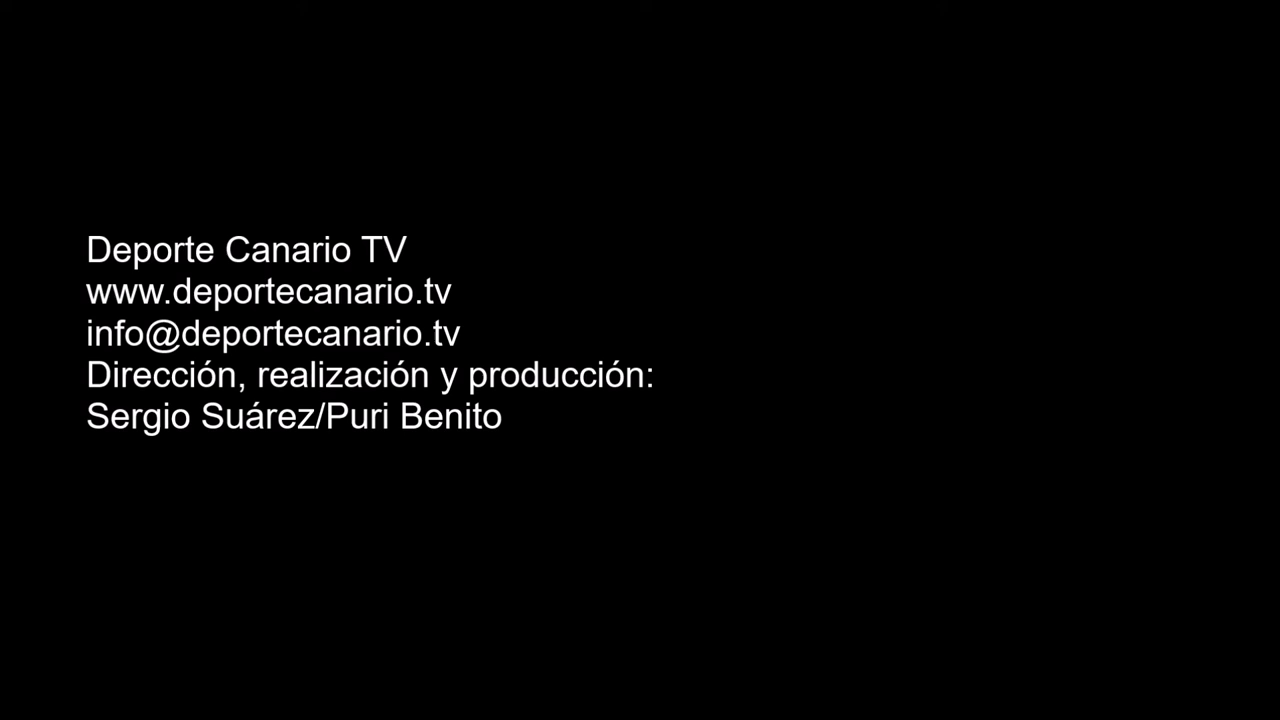 Deporte Canario TV
www.deportecanario.tv
info@deportecanario.tv
Dirección, realización y producción:
Sergio Suárez/Puri Benito